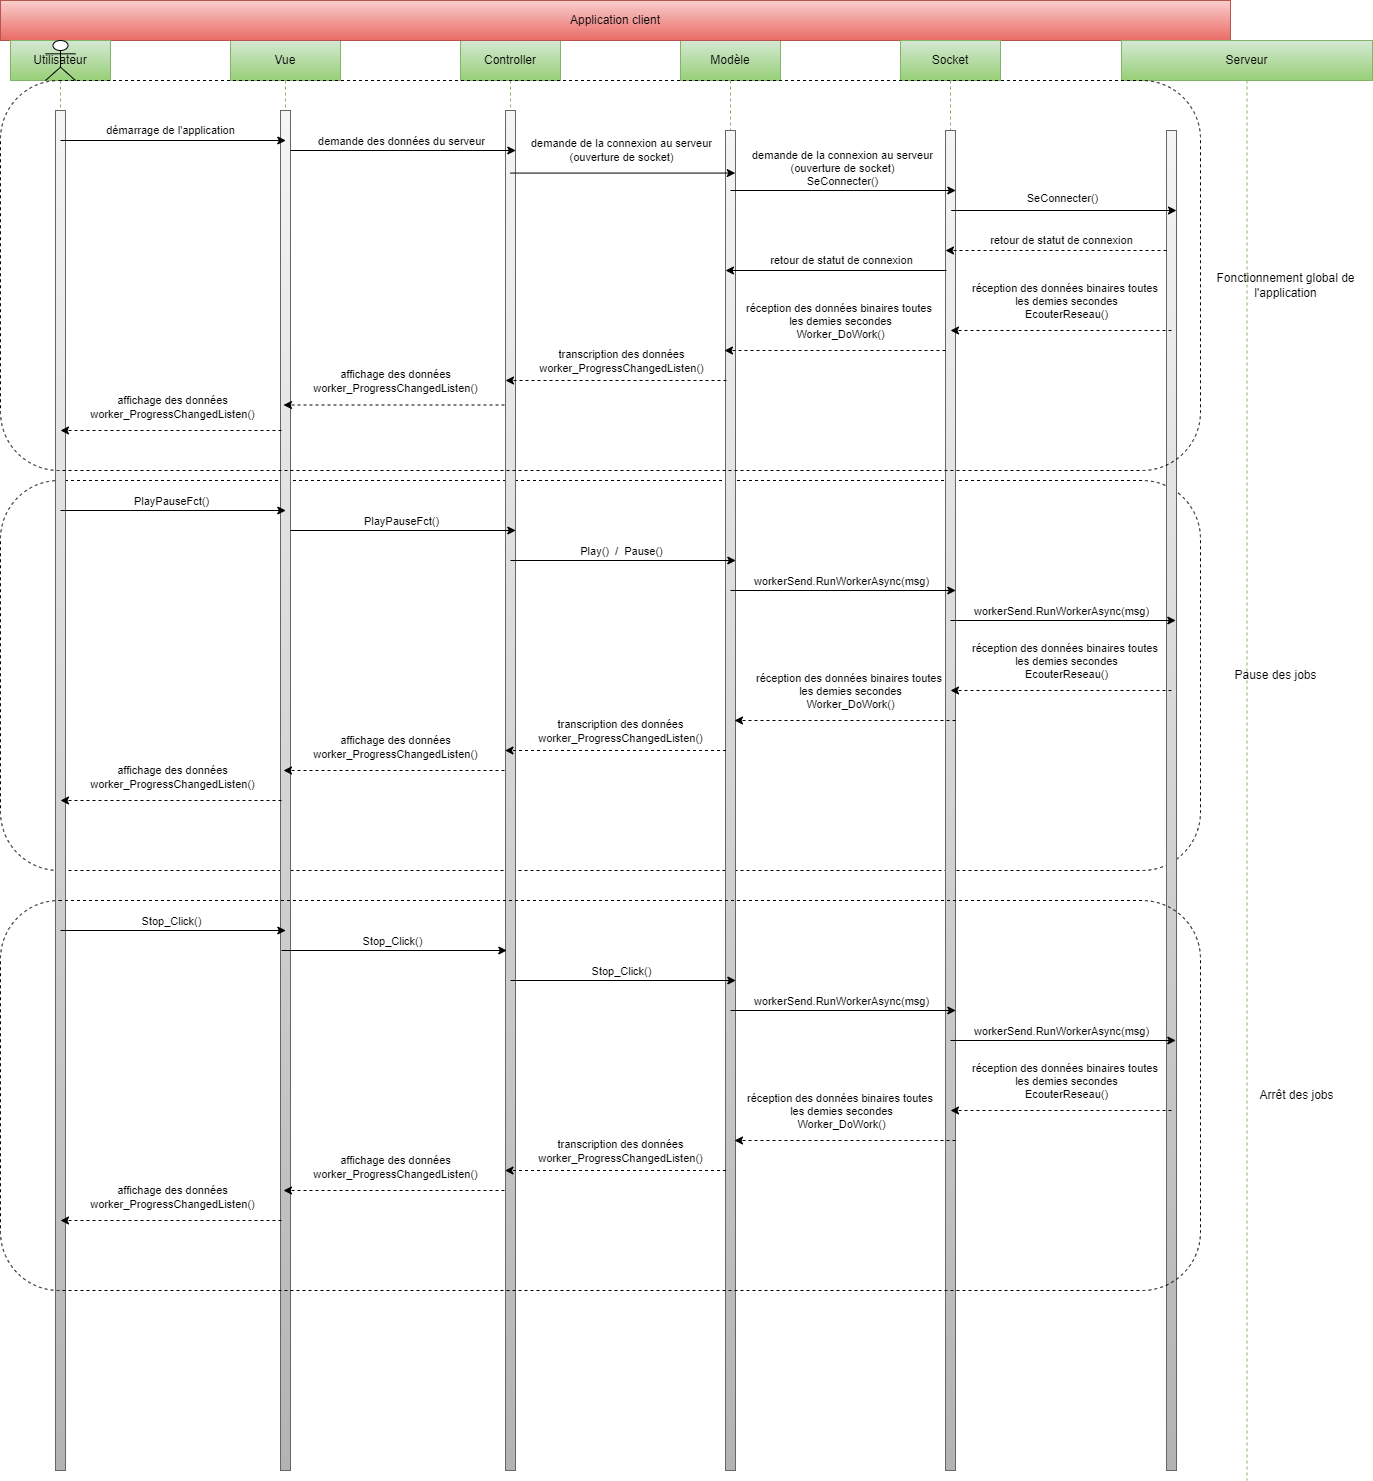 Application client
Utilisateur
Vue
Controller
Modèle
Socket
Serveur
démarrage de l'application
demande des données du serveur
demande de la connexion au serveur
(ouverture de socket)
demande de la connexion au serveur
(ouverture de socket)
SeConnecter()
SeConnecter()
retour de statut de connexion
retour de statut de connexion
Fonctionnement global de
l'application
réception des données binaires toutes
les demies secondes
EcouterReseau()
réception des données binaires toutes
les demies secondes
Worker_DoWork()
transcription des données
worker_ProgressChangedListen()
affichage des données
worker_ProgressChangedListen()
affichage des données
worker_ProgressChangedListen()
PlayPauseFct()
PlayPauseFct()
Play() / Pause()
workerSend.RunWorkerAsync(msg)
workerSend.RunWorkerAsync(msg)
réception des données binaires toutes
les demies secondes
EcouterReseau()
Pause des jobs
réception des données binaires toutes
les demies secondes
Worker_DoWork()
transcription des données
worker_ProgressChangedListen()
affichage des données
worker_ProgressChangedListen()
affichage des données
worker_ProgressChangedListen()
Stop_Click()
Stop_Click()
Stop_Click()
workerSend.RunWorkerAsync(msg)
workerSend.RunWorkerAsync(msg)
réception des données binaires toutes
les demies secondes
EcouterReseau()
Arrêt des jobs
réception des données binaires toutes
les demies secondes
Worker_DoWork()
transcription des données
worker_ProgressChangedListen()
affichage des données
worker_ProgressChangedListen()
affichage des données
worker_ProgressChangedListen()